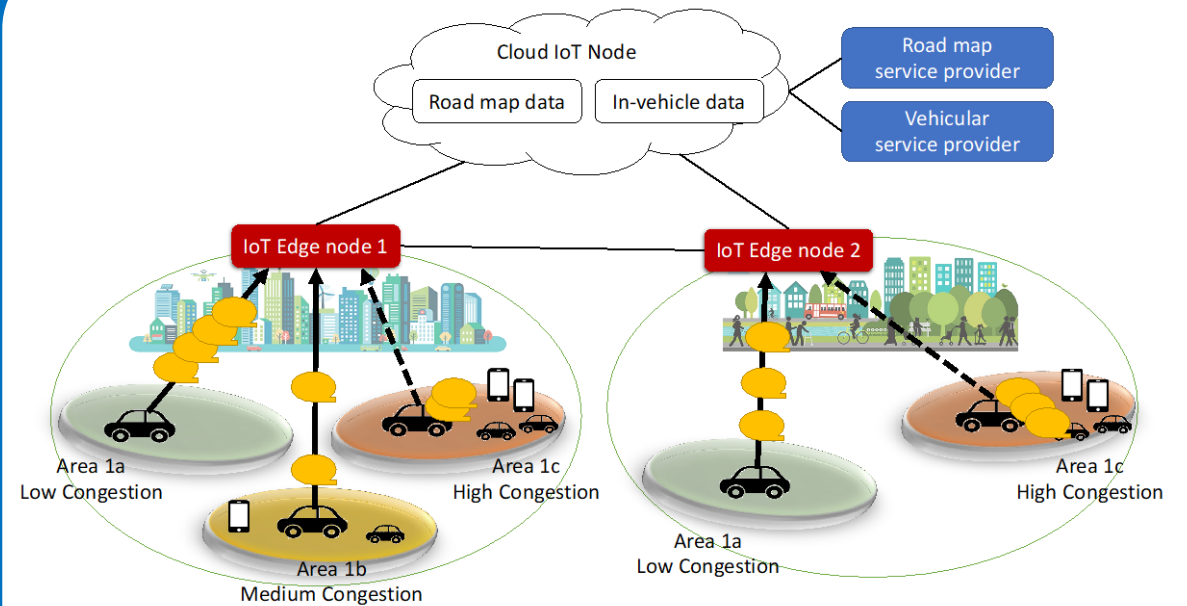 Cloud IoT Node
Road map data
In-vehicle data
Road map
service provider
Vehicular
service provider
IoT Edge node 1
IoT Edge node 2
Area 1a
Low Congestion
Area 1b
Medium Congestion
Area 1c
High Congestion
Area 1a
Low Congestion
Area 1c
High Congestion